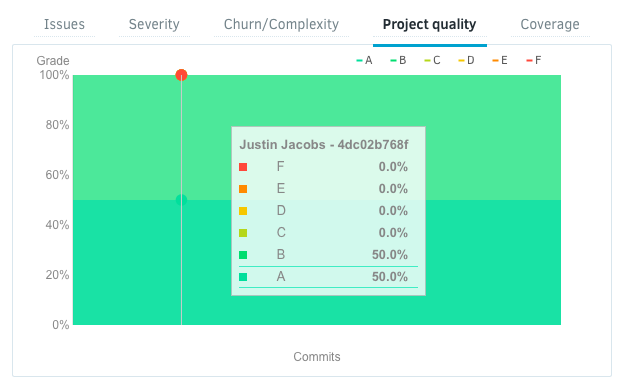 Issues Severity Churn/Complexity Project quality Coverage
Grade A B C D E F
100%
80%
Justin Jacobs - 4dc02b768f
F 0.0%
60%
E 0.0%
D 0.0%
40%
C 0.0%
B 50.0%
20%
A 50.0%
0%
Commits